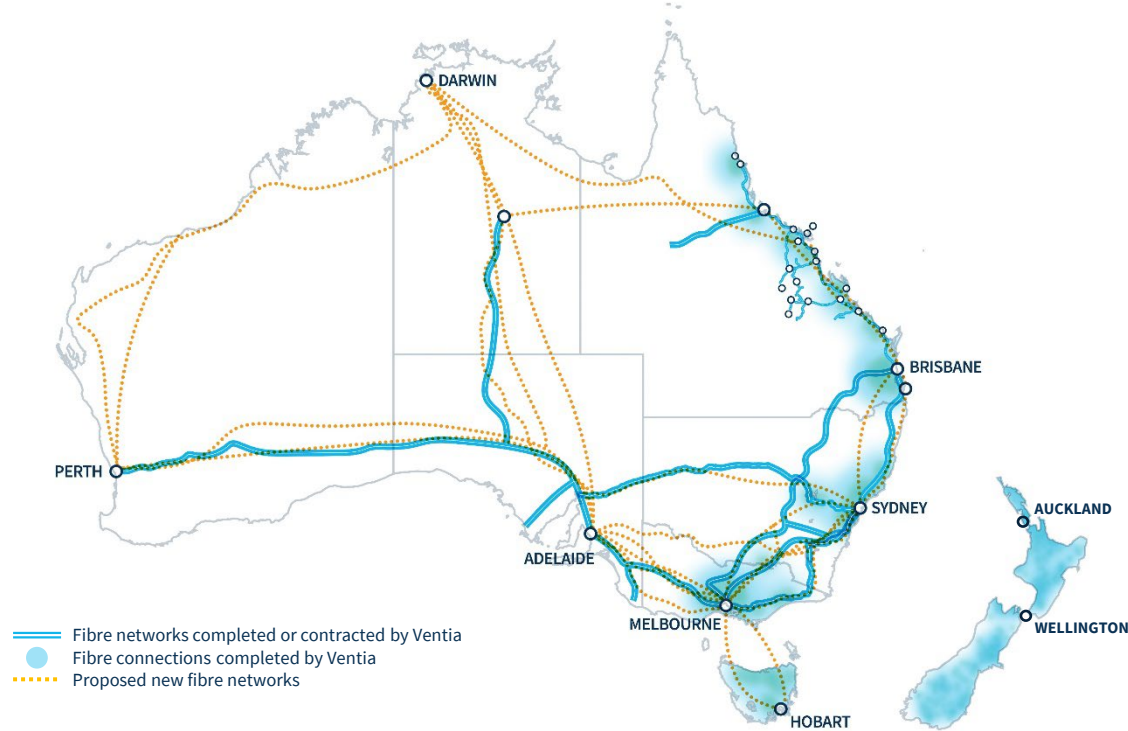 DARWIN
BRISBANE
PERTH
SYDNEY
AUCKLAND
ADELAIDE
MELBOURNE
WELLINGTON
Fibre networks completed or contracted by Ventia
Fibre connections completed by Ventia
Proposed new fibre networks
HOBART